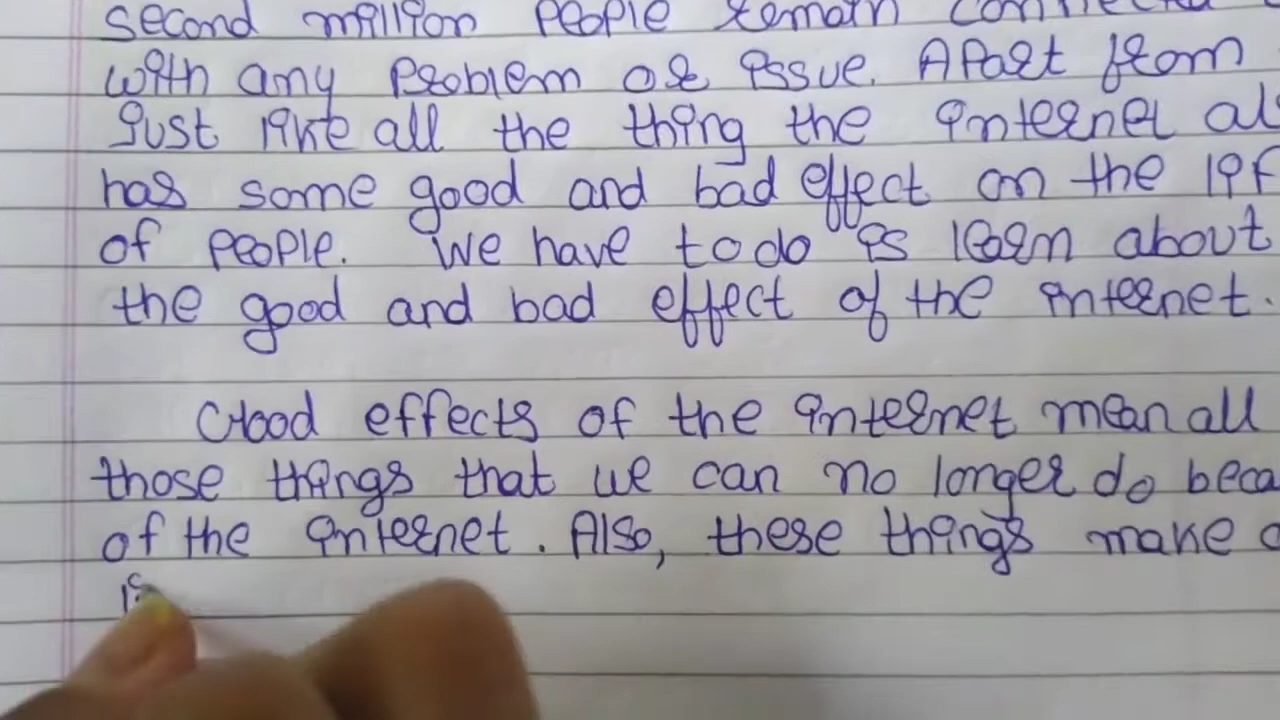 second million people remain connected
with any problem or issue. Apart from
Just like all the thing the internet al
has some good and bad effect on the lif
of people. We have to do is learn about
the good and bad effect of the internet.
Good effects of the internet mean all
those things that we can no longer do beca
of the internet. Also, these things make